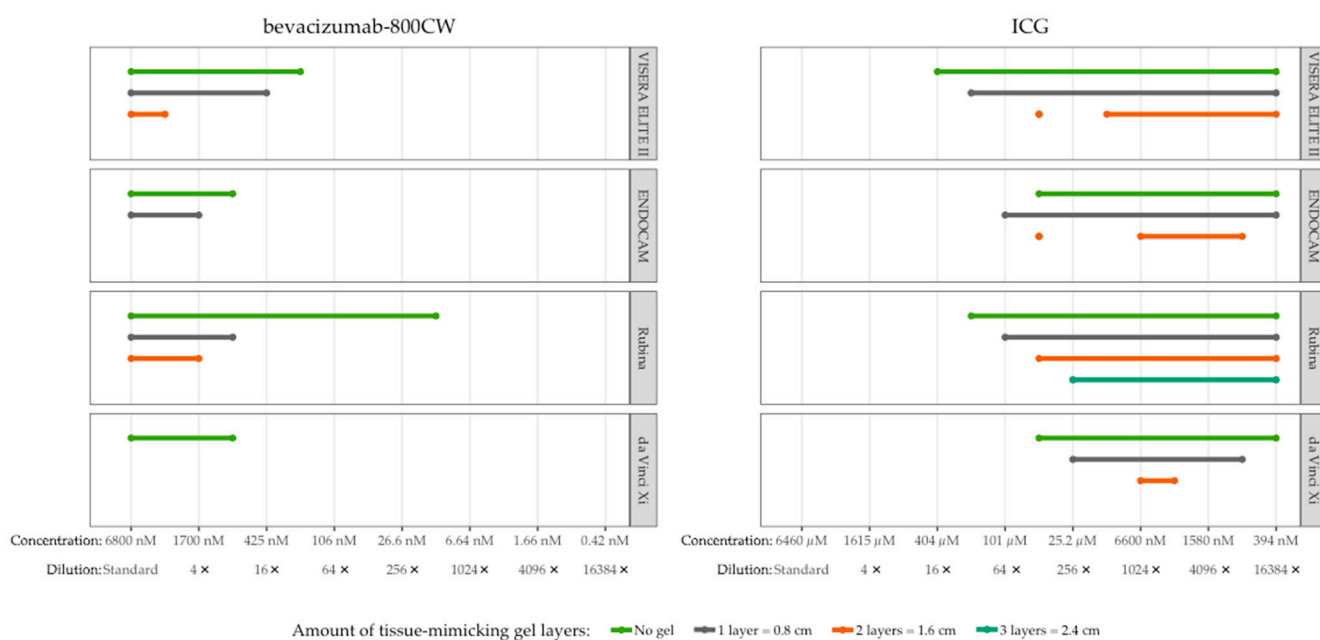 bevacizumab-800CW
ICG
VISERA ELITE II
VISERA ELITE II
ENDOCAM
ENDOCAM
Rubina
Rubina
da Vinci Xi
da Vinci Xi
Concentration: 6800 nM 1700 nM 425 nM 106 nM 26.6 nM 6.64 nM 1.66 nM 0.42 nM
Dilution: Standard 4 × 16 × 64 × 256 × 1024 × 4096 × 16384 ×
Concentration: 6460 µM 1615 µM 404 µM 101 µM 25.2 µM 6600 nM 1580 nM 394 nM
Dilution: Standard 4 × 16 × 64 × 256 × 1024 × 4096 × 16384 ×
Amount of tissue-mimicking gel layers: No gel 1 layer = 0.8 cm 2 layers = 1.6 cm 3 layers = 2.4 cm